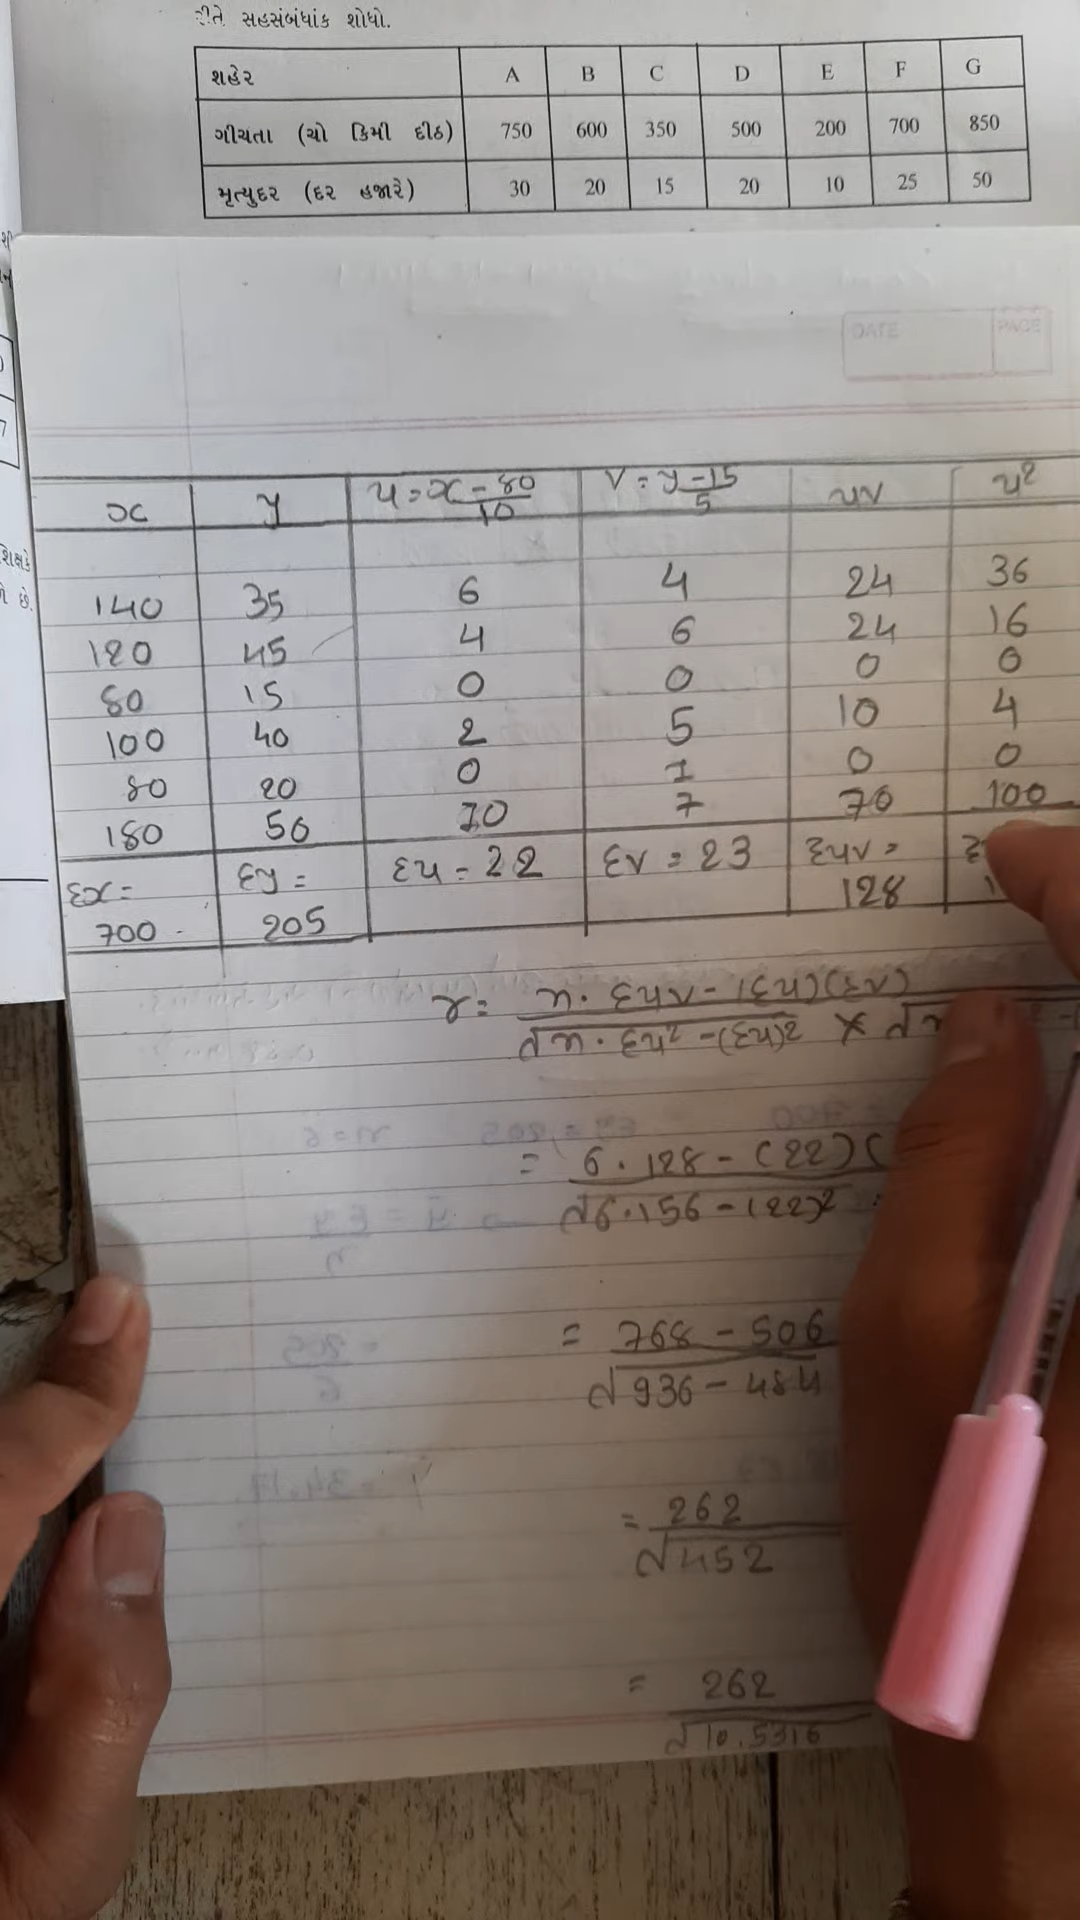 રીતે સહસંબંધાંક શોધો.
શહેર A B C D E F G
ગીચતા (ચો કિમી દીઠ) 750 600 350 500 200 700 850
મૃત્યુદર (દર હજારે) 30 20 15 20 10 25 50
DATE PAGE
શિક્ષકે
છે.
x y u = x - 80 / 10 v = y - 15 / 5 uv u²
140 35 6 4 24 36
120 45 4 6 24 16
80 15 0 0 0 0
100 40 2 5 10 4
80 20 0 1 0 0
180 50 10 7 70 100
Σx = Σy = Σu = 22 Σv = 23 Σuv =
700 205 128
r = n · Σuv - (Σu)(Σv)
√n · Σu² - (Σu)² × √n
= 6 · 128 - (22) (
√6 · 156 - (22)²
= 768 - 506
√936 - 484
= 262
√452
= 262
√10.5316